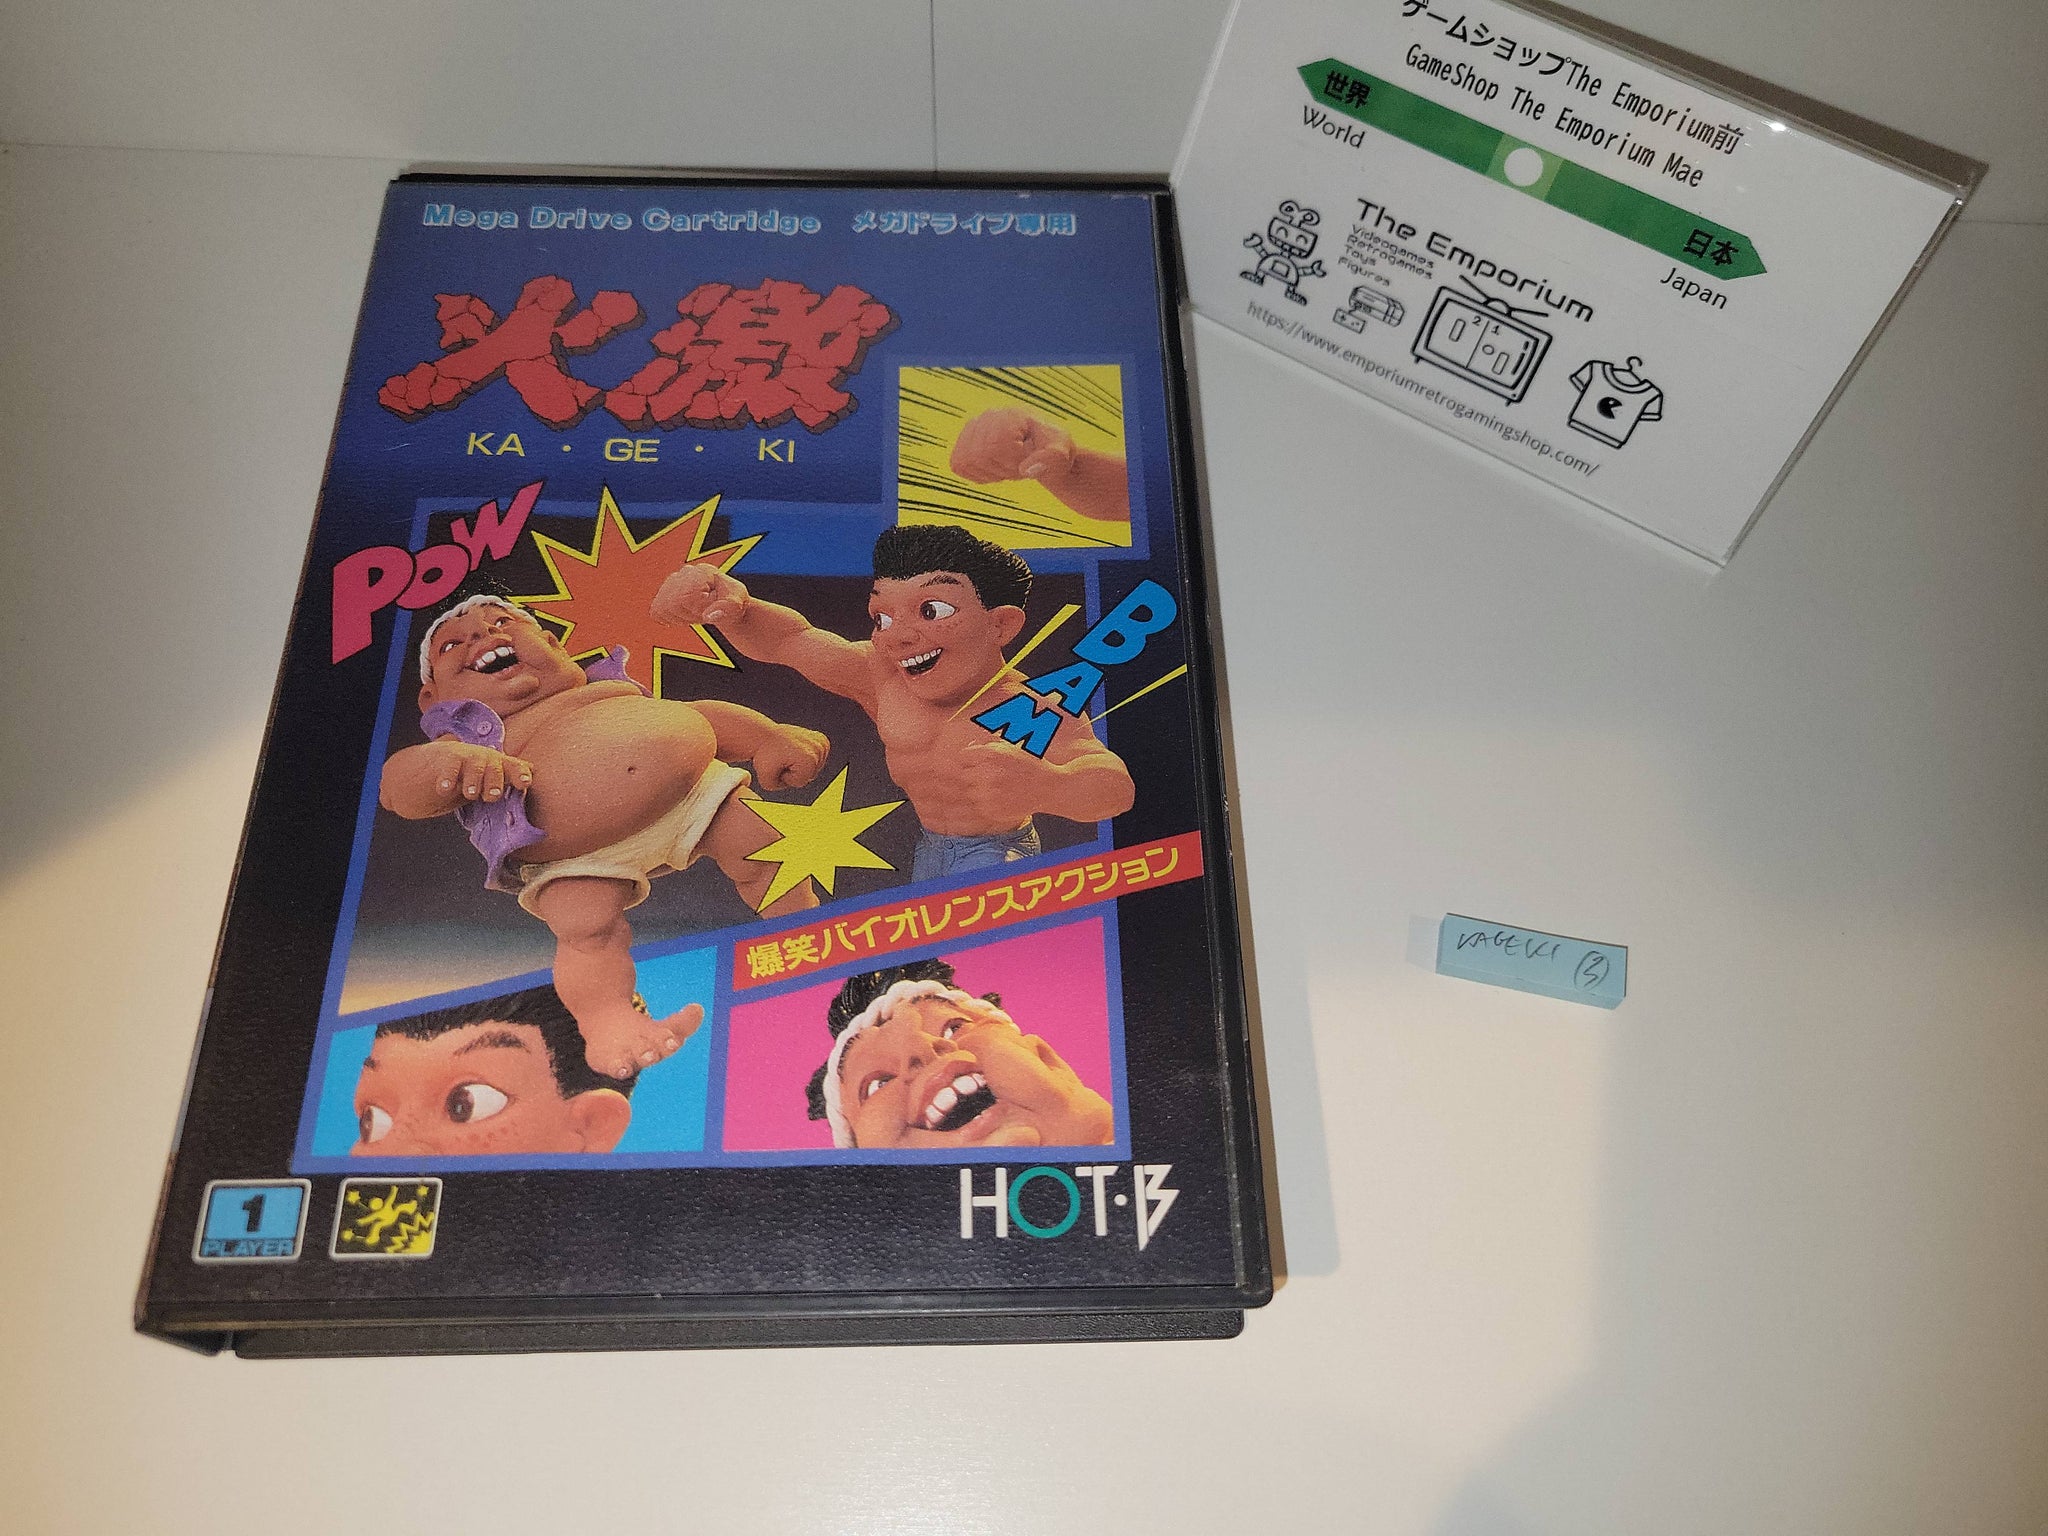 ゲームショップThe Emporium前
GameShop The Emporium Mae
世界
World
日本
Japan
The Emporium
Videogames
Retrogames
Toys
Figures
2 1
https://www.emporiumretrogamingshop.com/
Mega Drive Cartridge メガドライブ専用
火激
KA・GE・KI
POW
BAM
爆笑バイオレンスアクション
1
PLAYER
HOT・B
KAGEKI (3)